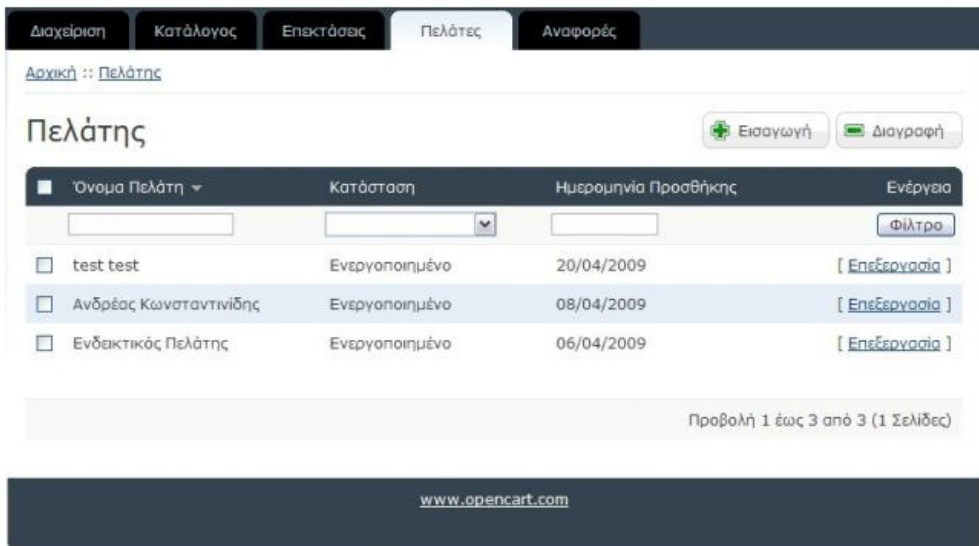 Διαχείριση Κατάλογος Επεκτάσεις Πελάτες Αναφορές
Αρχική :: Πελάτης
Πελάτης
Εισαγωγή Διαγραφή
Όνομα Πελάτη Κατάσταση Ημερομηνία Προσθήκης Ενέργεια
Φίλτρο
test test Ενεργοποιημένο 20/04/2009 [ Επεξεργασία ]
Ανδρέας Κωνσταντινίδης Ενεργοποιημένο 08/04/2009 [ Επεξεργασία ]
Ενδεικτικός Πελάτης Ενεργοποιημένο 06/04/2009 [ Επεξεργασία ]
Προβολή 1 έως 3 από 3 (1 Σελίδες)
www.opencart.com